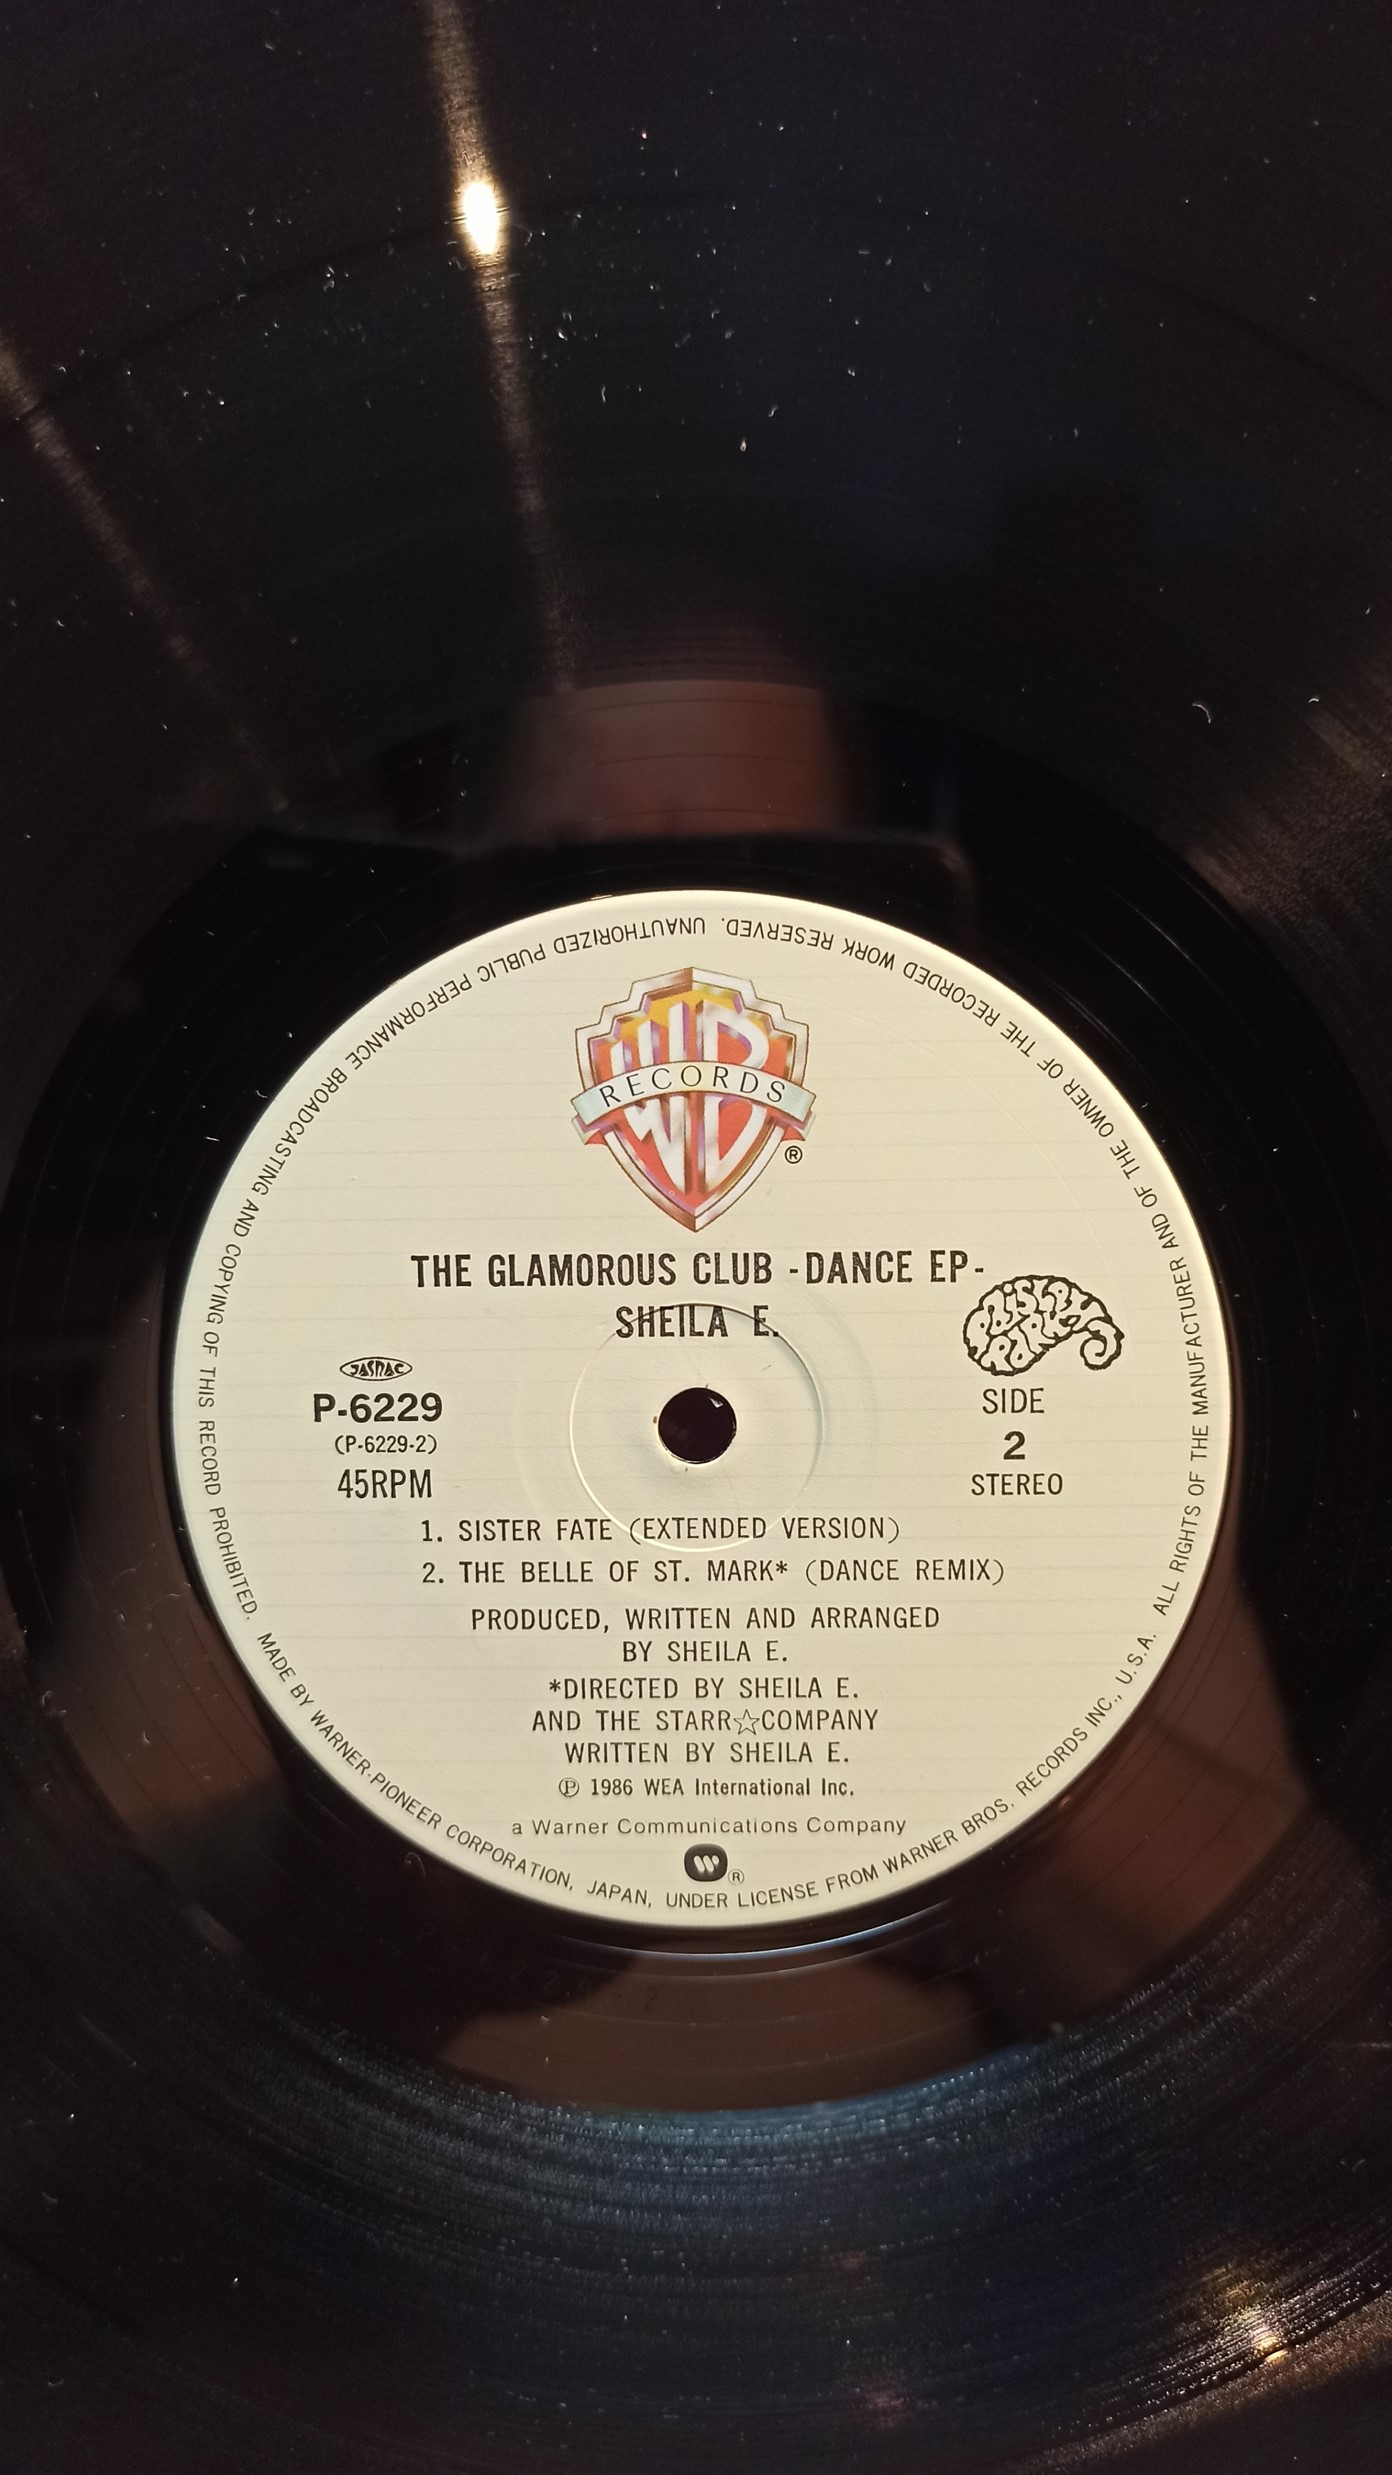 WB
RECORDS
®
THE GLAMOROUS CLUB -DANCE EP-
SHEILA E.
JASRAC
P-6229
(P-6229-2)
45RPM
PAISLEY
PARK
SIDE
2
STEREO
1. SISTER FATE (EXTENDED VERSION)
2. THE BELLE OF ST. MARK* (DANCE REMIX)
PRODUCED, WRITTEN AND ARRANGED
BY SHEILA E.
*DIRECTED BY SHEILA E.
AND THE STARR☆COMPANY
WRITTEN BY SHEILA E.
℗ 1986 WEA International Inc.
a Warner Communications Company
®
MADE BY WARNER-PIONEER CORPORATION, JAPAN, UNDER LICENSE FROM WARNER BROS. RECORDS INC., U.S.A. ALL RIGHTS OF THE MANUFACTURER AND OF THE OWNER OF THE RECORDED WORK RESERVED. UNAUTHORIZED PUBLIC PERFORMANCE BROADCASTING AND COPYING OF THIS RECORD PROHIBITED.